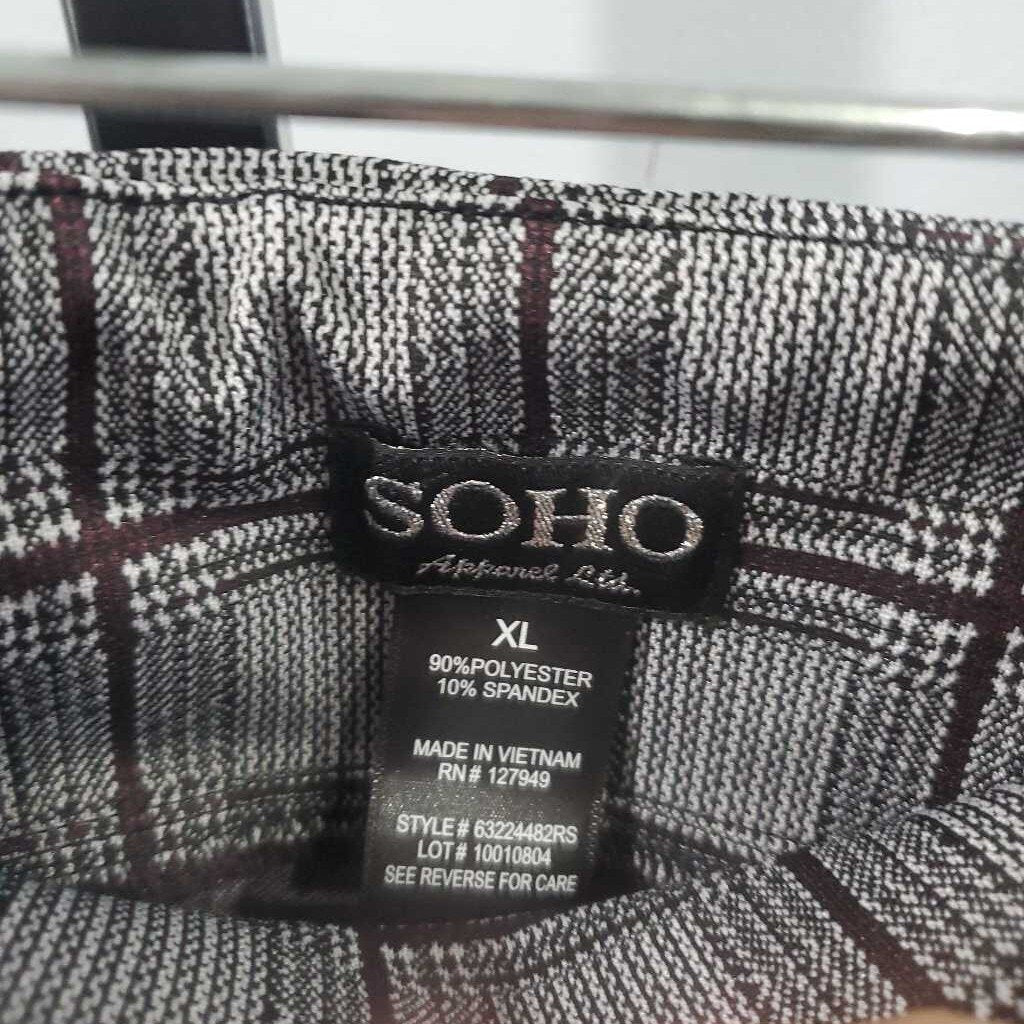 SOHO
Apparel Ltd.
XL
90%POLYESTER
10% SPANDEX
MADE IN VIETNAM
RN# 127949
STYLE# 63224482RS
LOT# 10010804
SEE REVERSE FOR CARE